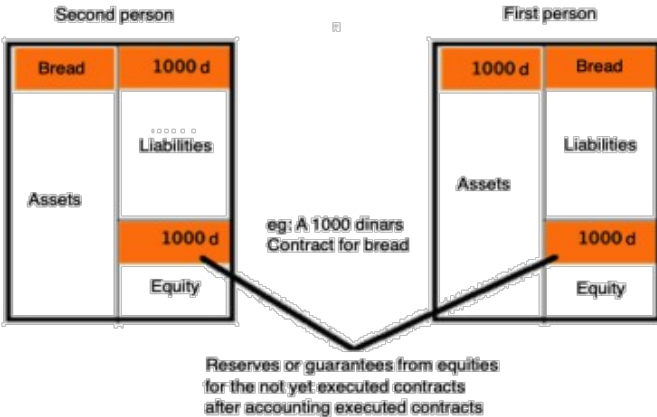 Second person
First person
Bread
1000 d
1000 d
Bread
Liabilities
Liabilities
Assets
Assets
1000 d
eg: A 1000 dinars
Contract for bread
1000 d
Equity
Equity
Reserves or guarantees from equities
for the not yet executed contracts
after accounting executed contracts